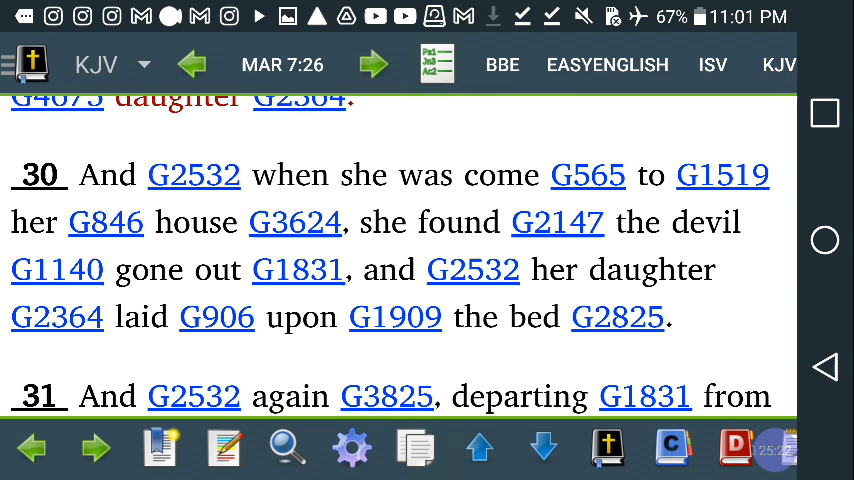 67% 11:01 PM
KJV MAR 7:26 BBE EASYENGLISH ISV KJV
G4675 daughter G2364.
30 And G2532 when she was come G565 to G1519
her G846 house G3624, she found G2147 the devil
G1140 gone out G1831, and G2532 her daughter
G2364 laid G906 upon G1909 the bed G2825.
31 And G2532 again G3825, departing G1831 from
C D 125:22